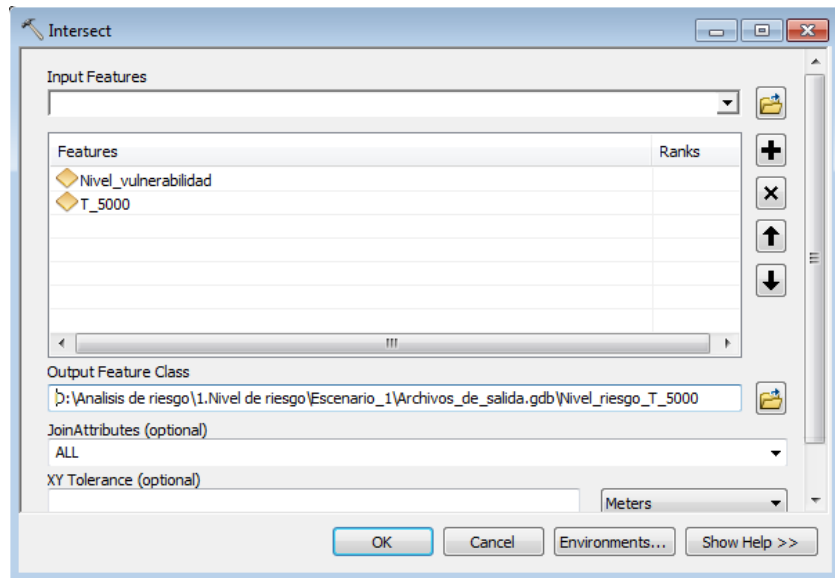 Intersect
Input Features
Features Ranks
Nivel_vulnerabilidad
T_5000
Output Feature Class
D:\Analisis de riesgo\1.Nivel de riesgo\Escenario_1\Archivos_de_salida.gdb\Nivel_riesgo_T_5000
JoinAttributes (optional)
ALL
XY Tolerance (optional)
Meters
OK Cancel Environments... Show Help >>